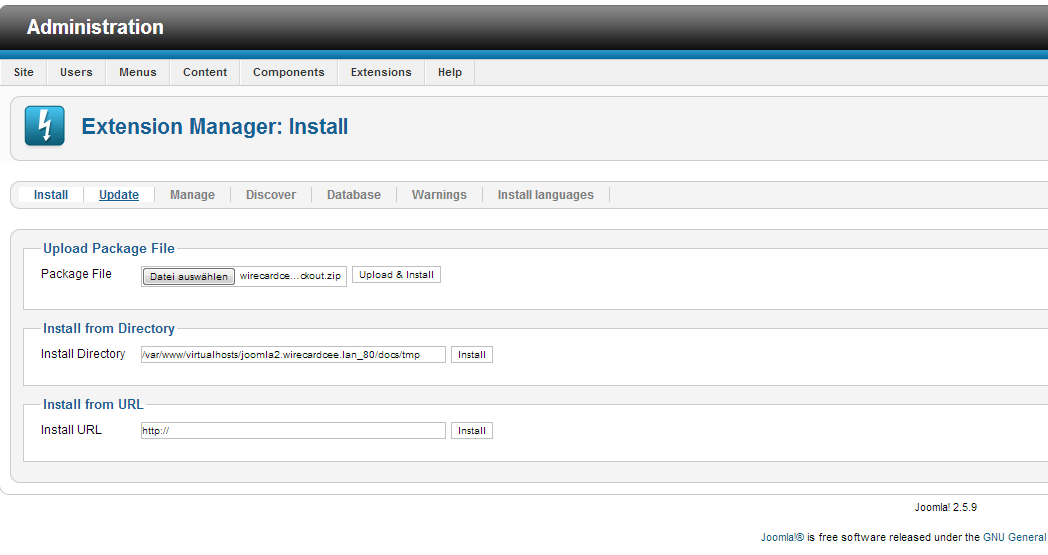 Administration
Site Users Menus Content Components Extensions Help
Extension Manager: Install
Install Update Manage Discover Database Warnings Install languages
Upload Package File
Package File Datei auswählen wirecardce...ckout.zip Upload & Install
Install from Directory
Install Directory /var/www/virtualhosts/joomla2.wirecardcee.lan_80/docs/tmp Install
Install from URL
Install URL http:// Install
Joomla! 2.5.9
Joomla!® is free software released under the GNU General